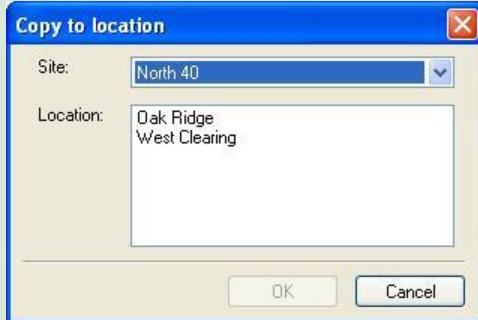 Copy to location
Site: North 40
Location: Oak Ridge
West Clearing
OK Cancel